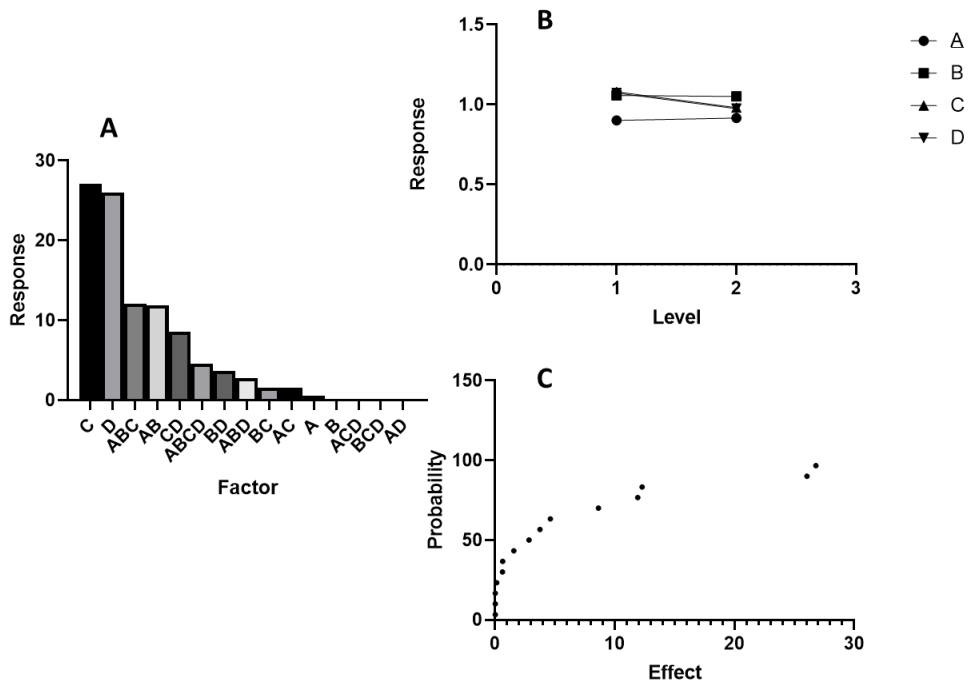 A
30
20
10
0
Response
C
D
ABC
AB
CD
ABCD
BD
ABD
BC
AC
A
B
ACD
BCD
AD
Factor
B
1.5
1.0
0.5
0.0
Response
0
1
2
3
Level
A
B
C
D
C
150
100
50
0
Probability
0
10
20
30
Effect